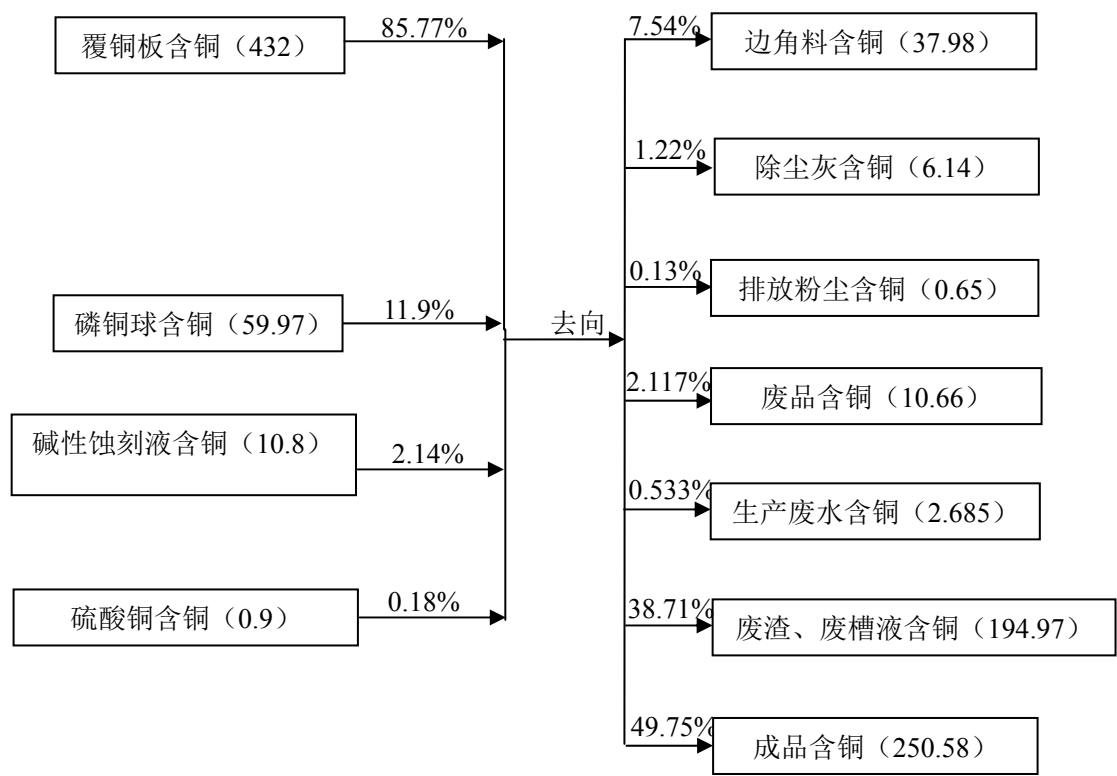 覆铜板含铜（432）
85.77%
磷铜球含铜（59.97）
11.9%
碱性蚀刻液含铜（10.8）
2.14%
硫酸铜含铜（0.9）
0.18%
去向
7.54%
边角料含铜（37.98）
1.22%
除尘灰含铜（6.14）
0.13%
排放粉尘含铜（0.65）
2.117%
废品含铜（10.66）
0.533%
生产废水含铜（2.685）
38.71%
废渣、废槽液含铜（194.97）
49.75%
成品含铜（250.58）